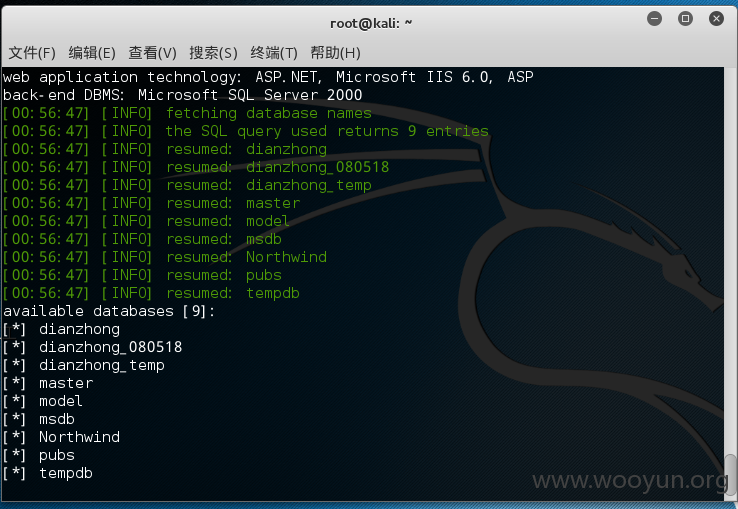 root@kali: ~
文件(F) 编辑(E) 查看(V) 搜索(S) 终端(T) 帮助(H)
web application technology: ASP.NET, Microsoft IIS 6.0, ASP
back-end DBMS: Microsoft SQL Server 2000
[00:56:47] [INFO] fetching database names
[00:56:47] [INFO] the SQL query used returns 9 entries
[00:56:47] [INFO] resumed: dianzhong
[00:56:47] [INFO] resumed: dianzhong_080518
[00:56:47] [INFO] resumed: dianzhong_temp
[00:56:47] [INFO] resumed: master
[00:56:47] [INFO] resumed: model
[00:56:47] [INFO] resumed: msdb
[00:56:47] [INFO] resumed: Northwind
[00:56:47] [INFO] resumed: pubs
[00:56:47] [INFO] resumed: tempdb
available databases [9]:
[*] dianzhong
[*] dianzhong_080518
[*] dianzhong_temp
[*] master
[*] model
[*] msdb
[*] Northwind
[*] pubs
[*] tempdb
www.wooyun.org